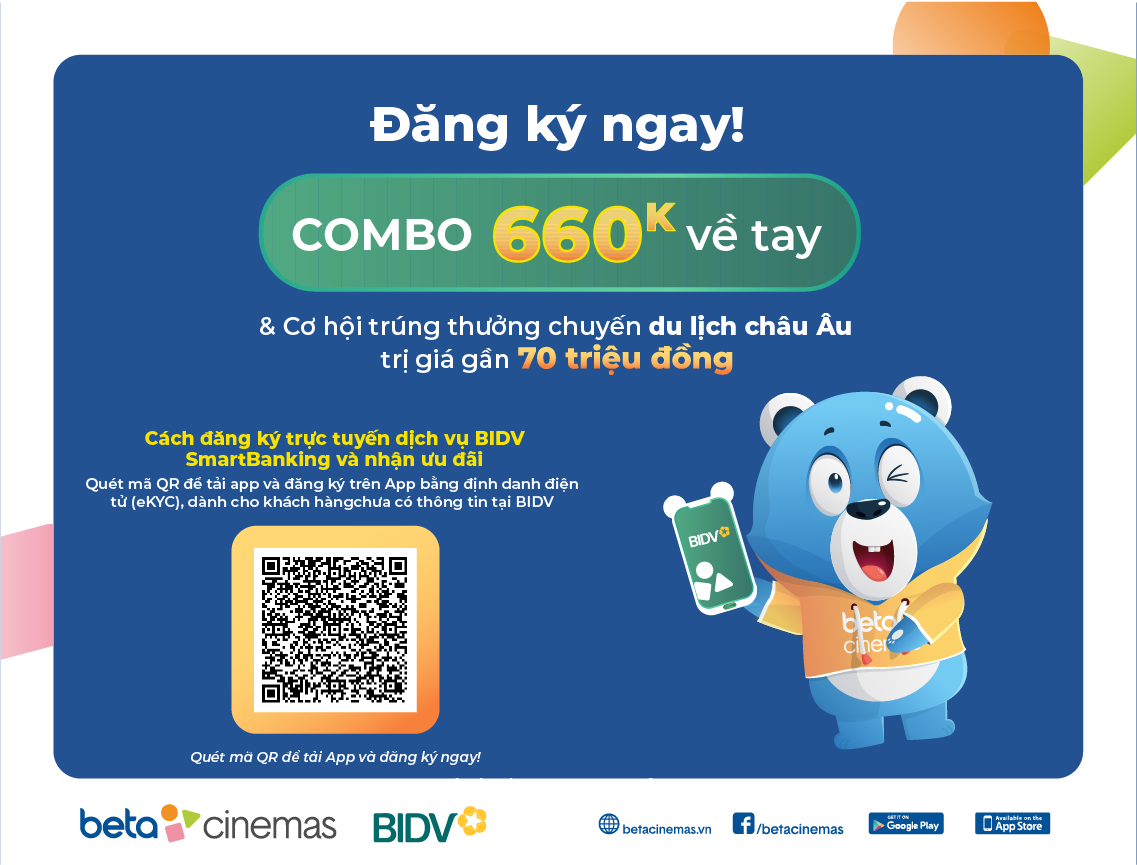 Đăng ký ngay!
COMBO 660K về tay
& Cơ hội trúng thưởng chuyến du lịch châu Âu
trị giá gần 70 triệu đồng
Cách đăng ký trực tuyến dịch vụ BIDV
SmartBanking và nhận ưu đãi
Quét mã QR để tải app và đăng ký trên App bằng định danh điện
tử (eKYC), dành cho khách hàngchưa có thông tin tại BIDV
BIDV
beta
cinem
Quét mã QR để tải App và đăng ký ngay!
beta cinemas
BIDV
betacinemas.vn
/betacinemas
GET IT ON
Google Play
Available on the
App Store